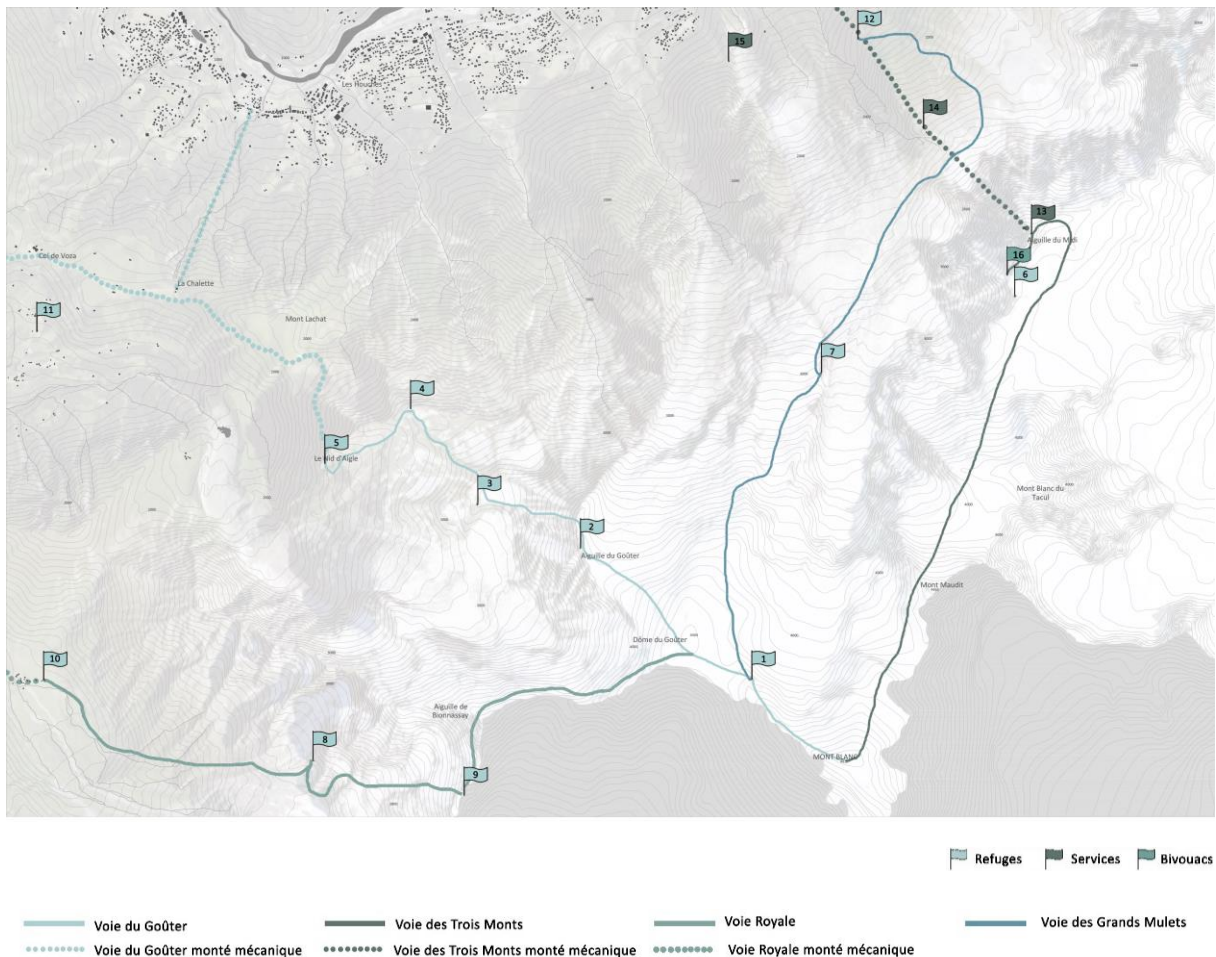 12
15
Les Houches
14
13
Aiguille du Midi
16
Col de Voza
6
La Chalette
11
Mont Lachat
7
4
5
Le Nid d'Aigle
3
Mont Blanc du
Tacul
2
Aiguille du Goûter
Mont Maudit
Dôme du Goûter
10
1
Aiguille de
Bionnassay
8
MONT BLANC
9
Refuges
Services
Bivouacs
Voie du Goûter
Voie des Trois Monts
Voie Royale
Voie des Grands Mulets
Voie du Goûter monté mécanique
Voie des Trois Monts monté mécanique
Voie Royale monté mécanique